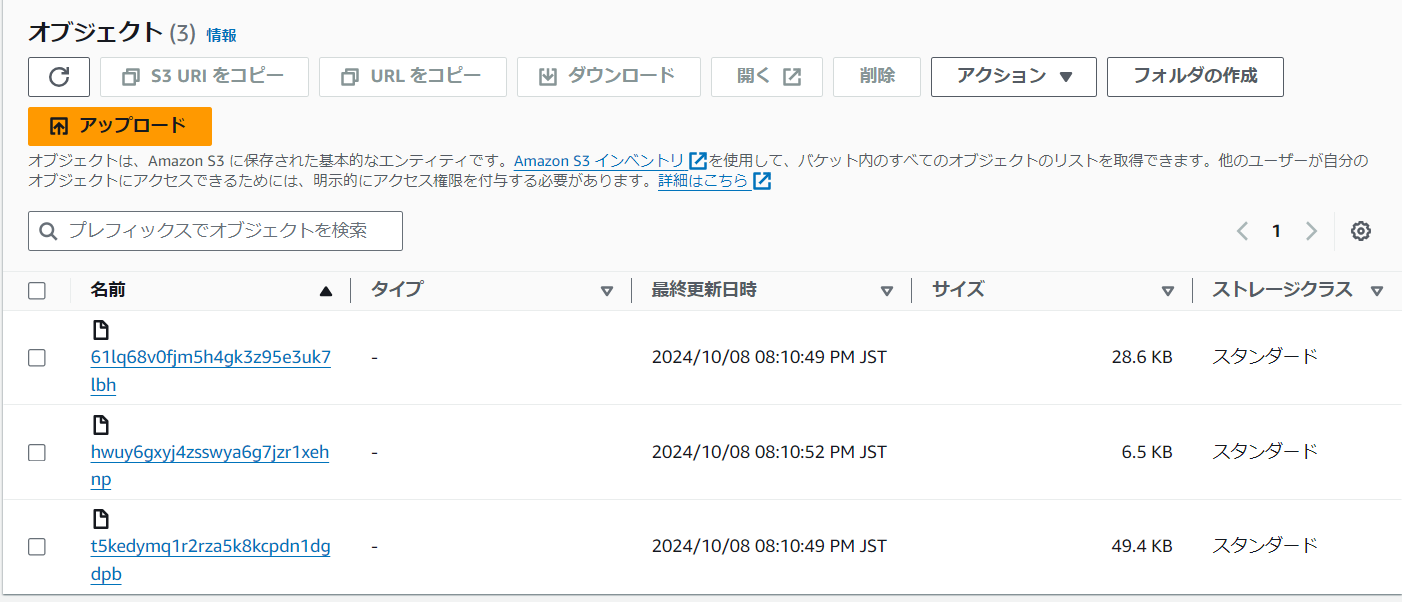 オブジェクト (3) 情報
S3 URI をコピー URL をコピー ダウンロード 開く 削除 アクション フォルダの作成
アップロード
オブジェクトは、Amazon S3 に保存された基本的なエンティティです。Amazon S3 インベントリ を使用して、バケット内のすべてのオブジェクトのリストを取得できます。他のユーザーが自分の
オブジェクトにアクセスできるためには、明示的にアクセス権限を付与する必要があります。詳細はこちら
プレフィックスでオブジェクトを検索 1
名前 タイプ 最終更新日時 サイズ ストレージクラス
61lq68v0fjm5h4gk3z95e3uk7 - 2024/10/08 08:10:49 PM JST 28.6 KB スタンダード
lbh
hwuy6gxyj4zsswya6g7jzr1xeh - 2024/10/08 08:10:52 PM JST 6.5 KB スタンダード
np
t5kedymq1r2rza5k8kcpdn1dg - 2024/10/08 08:10:49 PM JST 49.4 KB スタンダード
dpb